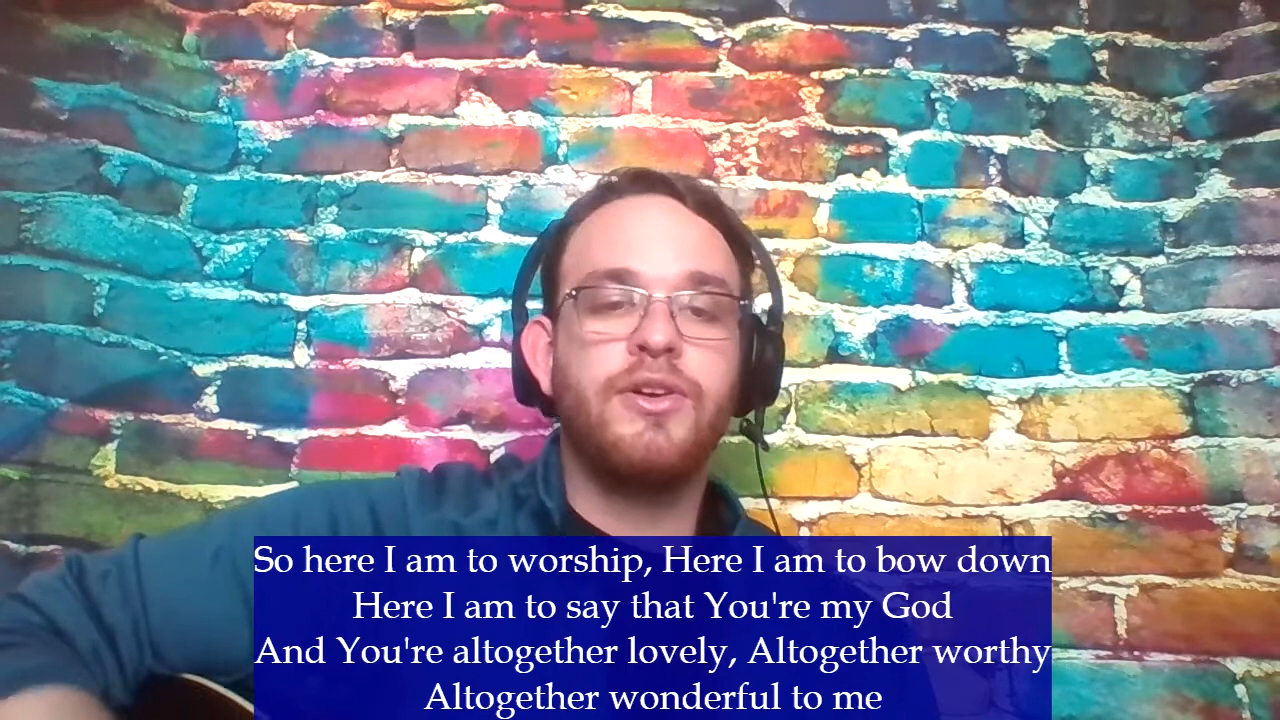 So here I am to worship, Here I am to bow down
Here I am to say that You're my God
And You're altogether lovely, Altogether worthy
Altogether wonderful to me